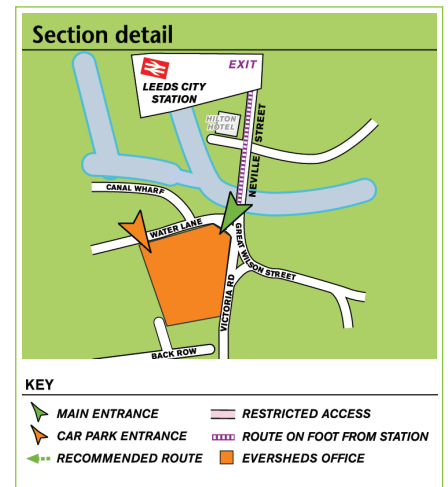 Section detail
EXIT
LEEDS CITY
STATION
HILTON
HOTEL
NEVILLE STREET
CANAL WHARF
WATER LANE
GREAT WILSON STREET
VICTORIA RD
BACK ROW
KEY
MAIN ENTRANCE
RESTRICTED ACCESS
CAR PARK ENTRANCE
ROUTE ON FOOT FROM STATION
RECOMMENDED ROUTE
EVERSHEDS OFFICE